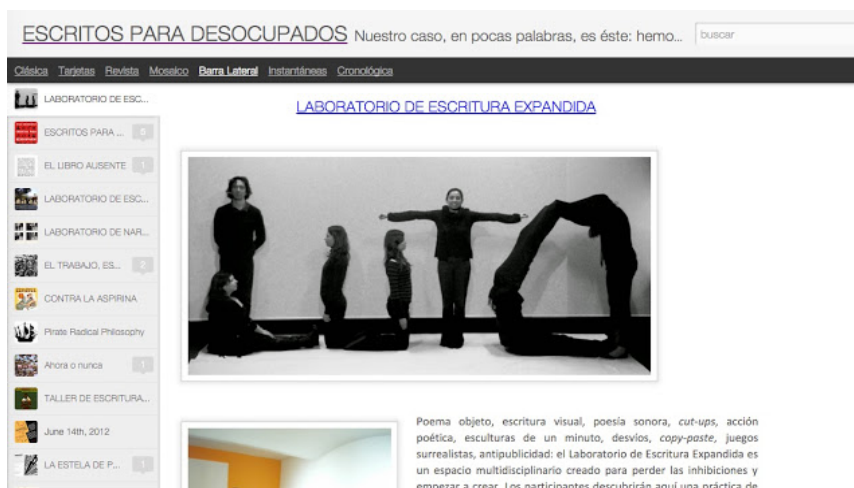 ESCRITOS PARA DESOCUPADOS Nuestro caso, en pocas palabras, es éste: hemo...
buscar
Clásica Tarjetas Revista Mosaico Barra Lateral Instantáneas Cronológica
LABORATORIO DE ESC...
ESCRITOS PARA ... 5
EL LIBRO AUSENTE 1
LABORATORIO DE ESC...
LABORATORIO DE NAR...
EL TRABAJO, ES... 2
CONTRA LA ASPIRINA
Pirate Radical Philosophy
Ahora o nunca 1
TALLER DE ESCRITURA...
June 14th, 2012
LA ESTELA DE P... 1
LABORATORIO DE ESCRITURA EXPANDIDA
Poema objeto, escritura visual, poesía sonora, cut-ups, acción
poética, esculturas de un minuto, desvíos, copy-paste, juegos
surrealistas, antipublicidad: el Laboratorio de Escritura Expandida es
un espacio multidisciplinario creado para perder las inhibiciones y
empezar a crear. Los participantes descubrirán aquí una práctica de